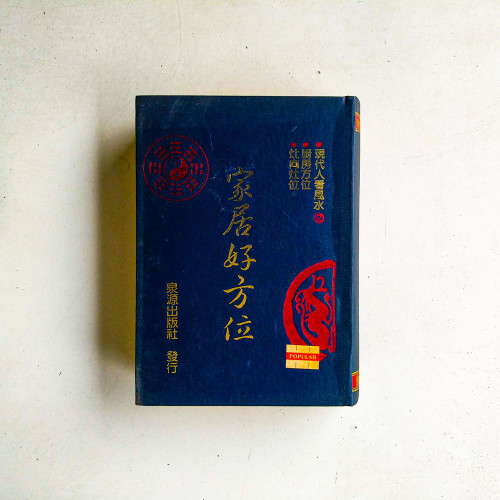 現代人看風水
廚房方位
灶向灶位
家居好方位
泉源出版社 發行
POPULAR